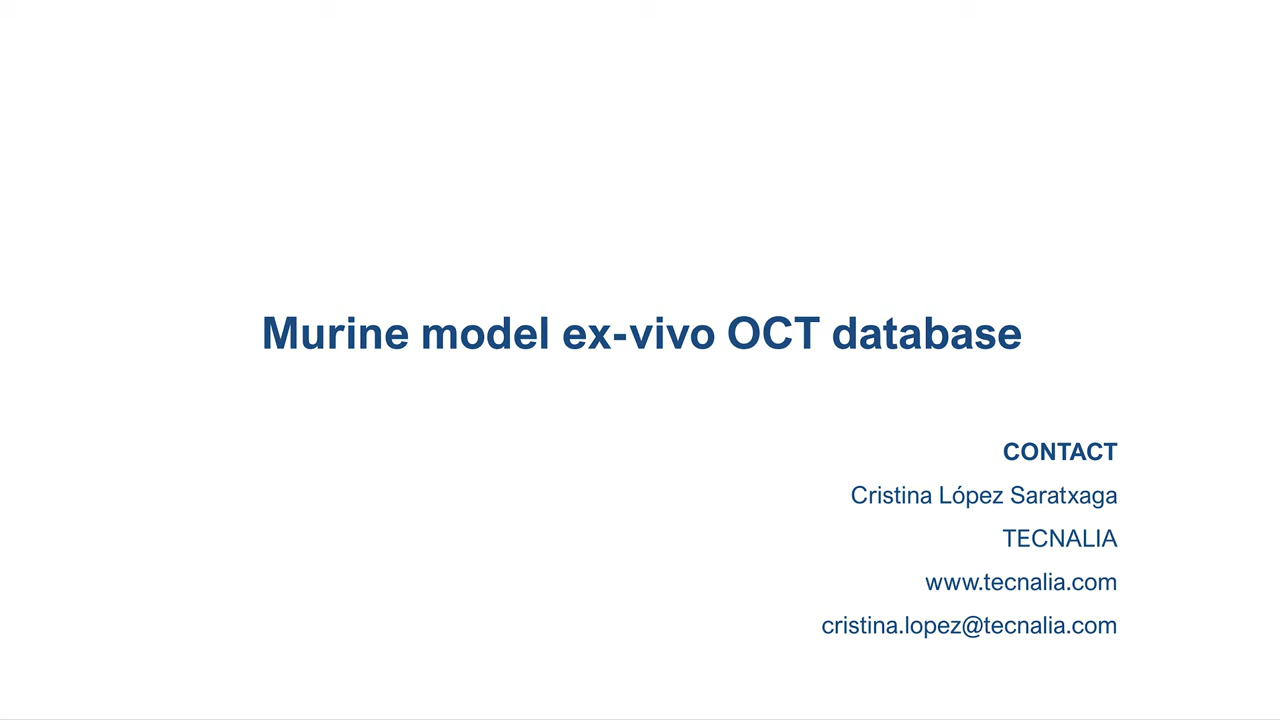 Murine model ex-vivo OCT database
CONTACT
Cristina López Saratxaga
TECNALIA
www.tecnalia.com
cristina.lopez@tecnalia.com